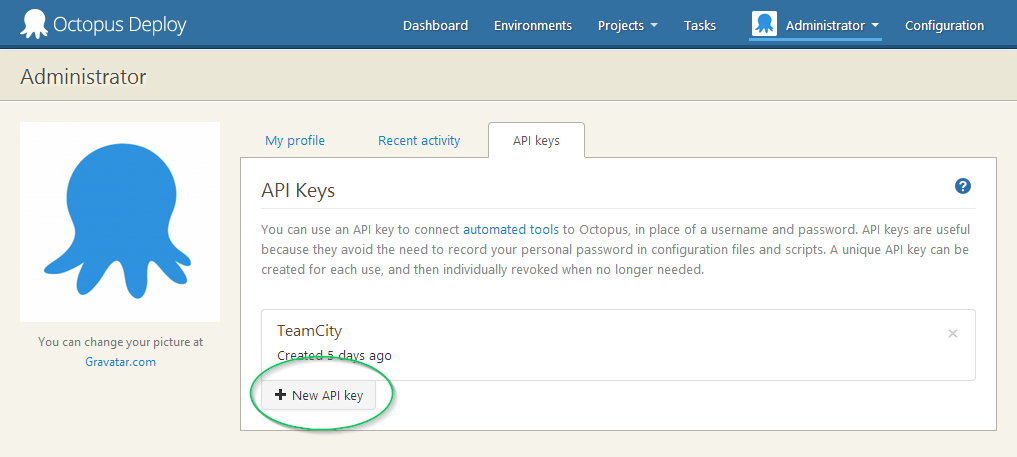 Octopus Deploy
Dashboard Environments Projects Tasks Administrator Configuration
Administrator
My profile Recent activity API keys
API Keys
You can use an API key to connect automated tools to Octopus, in place of a username and password. API keys are useful
because they avoid the need to record your personal password in configuration files and scripts. A unique API key can be
created for each use, and then individually revoked when no longer needed.
You can change your picture at
Gravatar.com
TeamCity
Created 5 days ago
New API key